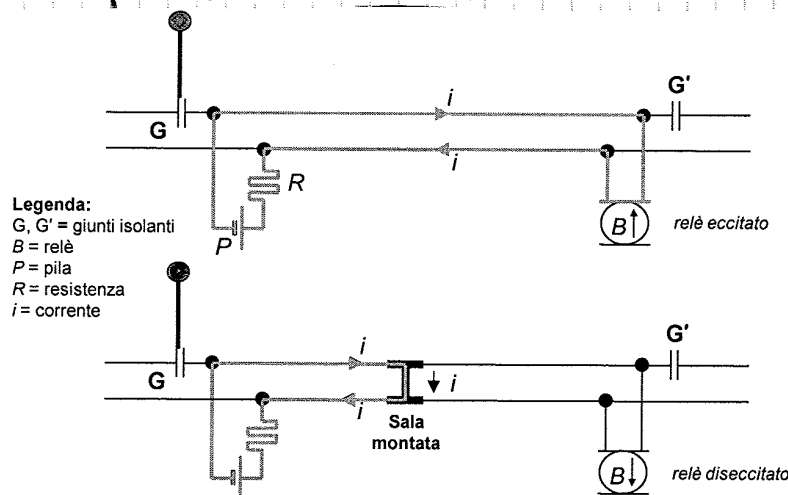 i
G'
G
i
R
P
B
relè eccitato
Legenda:
G, G' = giunti isolanti
B = relè
P = pila
R = resistenza
i = corrente
i
G'
G
i
i
Sala
montata
B
relè diseccitato